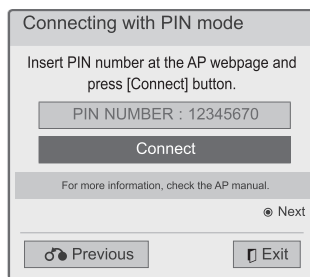 Connecting with PIN mode
Insert PIN number at the AP webpage and
press [Connect] button.
PIN NUMBER : 12345670
Connect
For more information, check the AP manual.
Next
Previous
Exit